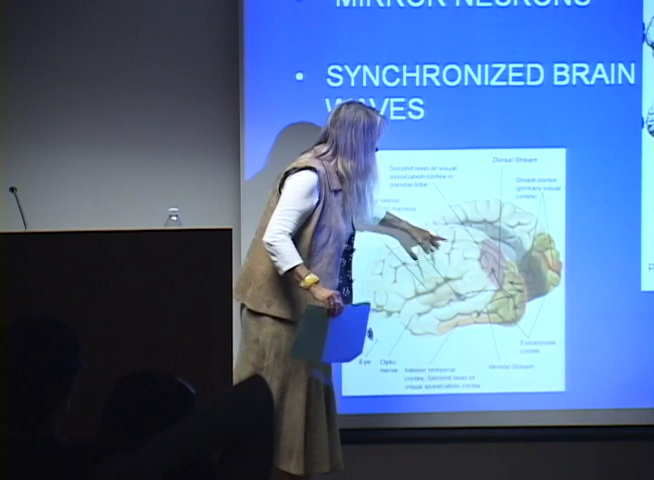 • MIRROR NEURONS
• SYNCHRONIZED BRAIN
WAVES
Dorsal Stream
Second level of visual
association cortex in
parietal lobe
Striate cortex
(primary visual
cortex)
Extrastriate
cortex
Eye
Optic
nerve
Inferior temporal
cortex: Second level of
visual association cortex
Ventral Stream